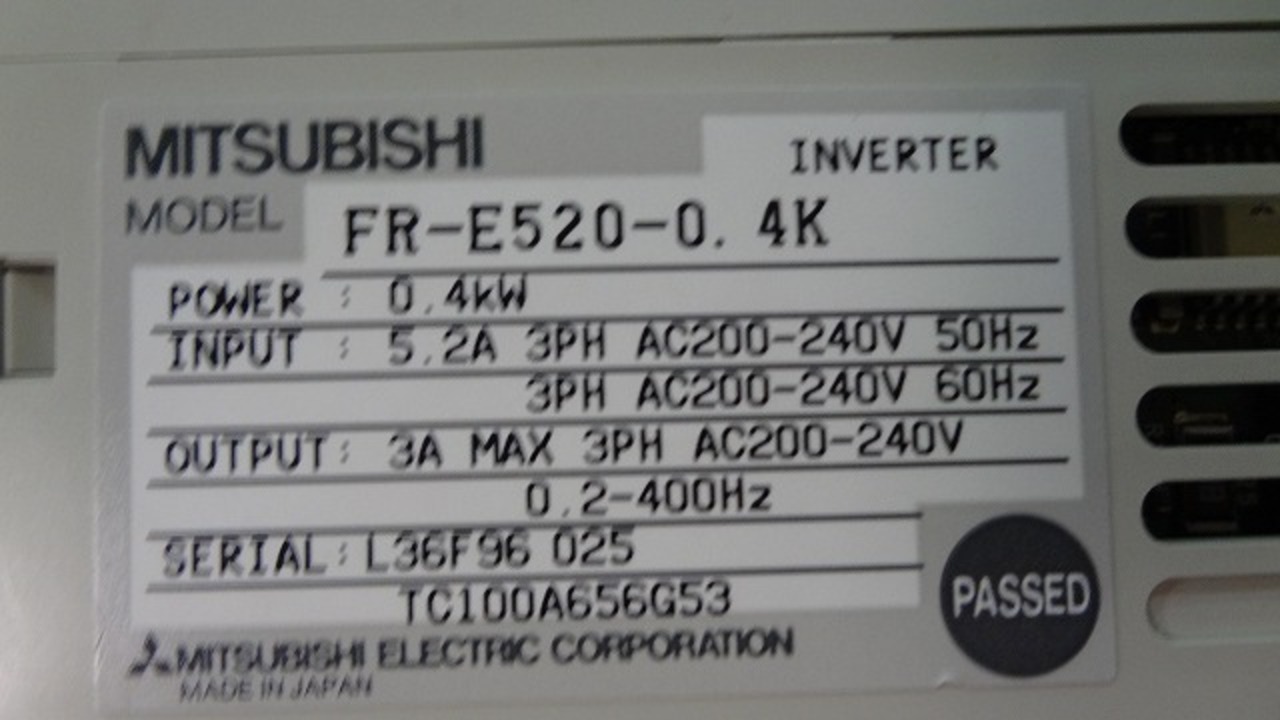 MITSUBISHI
INVERTER
MODEL FR-E520-0.4K
POWER : 0.4kW
INPUT : 5.2A 3PH AC200-240V 50Hz
3PH AC200-240V 60Hz
OUTPUT: 3A MAX 3PH AC200-240V
0.2-400Hz
SERIAL: L36F96 025
TC100A656G53
PASSED
MITSUBISHI ELECTRIC CORPORATION
MADE IN JAPAN